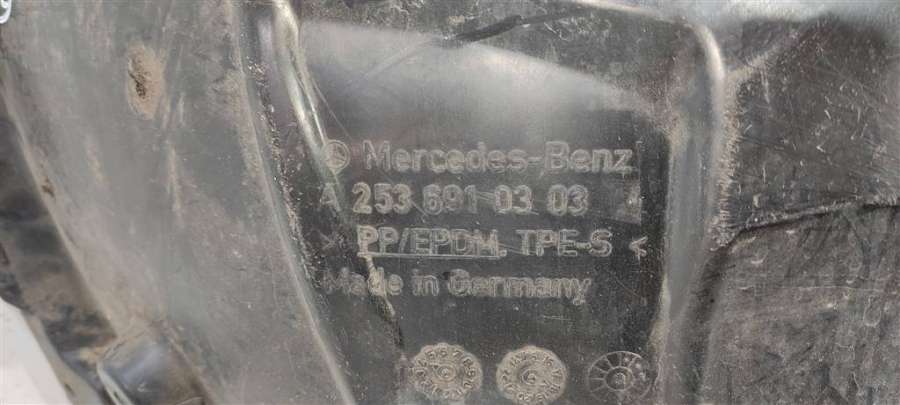 Mercedes-Benz
A 253 691 03 03
> PP/EPDM, TPE-S <
Made in Germany